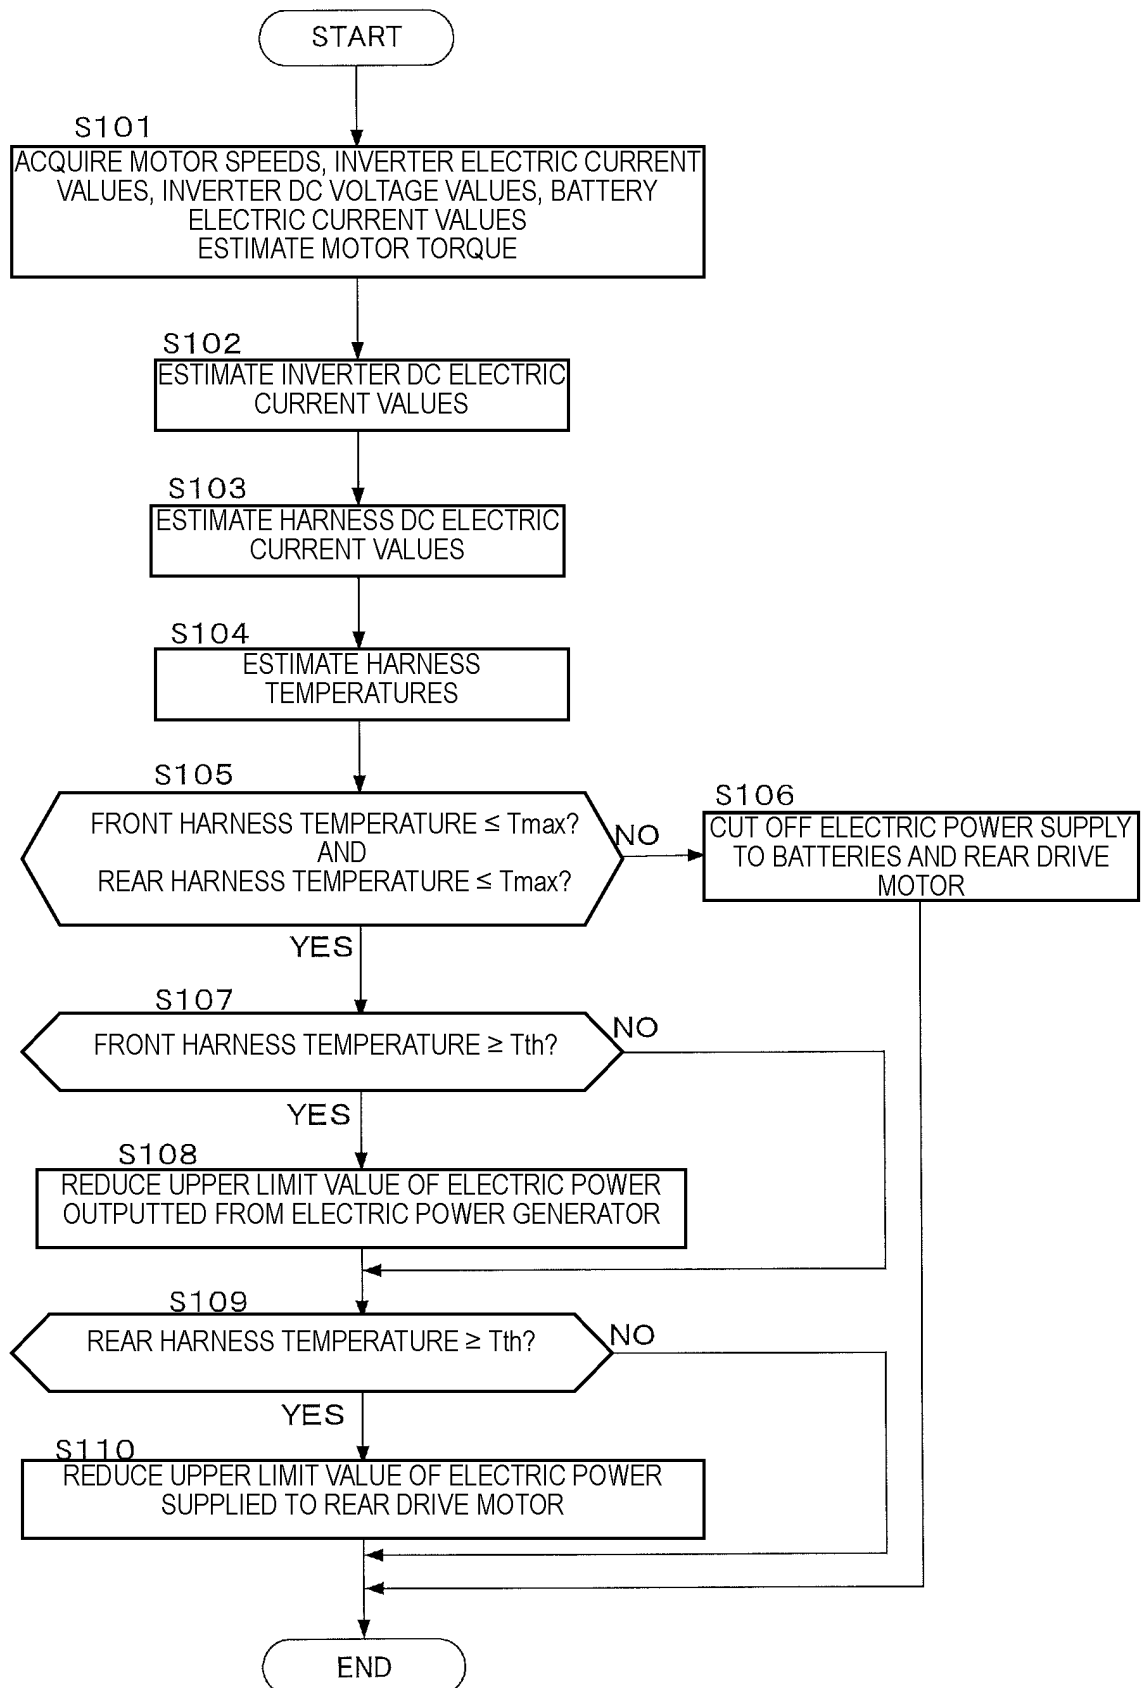 START
S101
ACQUIRE MOTOR SPEEDS, INVERTER ELECTRIC CURRENT
VALUES, INVERTER DC VOLTAGE VALUES, BATTERY
ELECTRIC CURRENT VALUES
ESTIMATE MOTOR TORQUE
S102
ESTIMATE INVERTER DC ELECTRIC
CURRENT VALUES
S103
ESTIMATE HARNESS DC ELECTRIC
CURRENT VALUES
S104
ESTIMATE HARNESS
TEMPERATURES
S105
FRONT HARNESS TEMPERATURE ≤ Tmax?
AND
REAR HARNESS TEMPERATURE ≤ Tmax?
NO
S106
CUT OFF ELECTRIC POWER SUPPLY
TO BATTERIES AND REAR DRIVE
MOTOR
YES
S107
FRONT HARNESS TEMPERATURE ≥ Tth?
NO
YES
S108
REDUCE UPPER LIMIT VALUE OF ELECTRIC POWER
OUTPUTTED FROM ELECTRIC POWER GENERATOR
S109
REAR HARNESS TEMPERATURE ≥ Tth?
NO
YES
S110
REDUCE UPPER LIMIT VALUE OF ELECTRIC POWER
SUPPLIED TO REAR DRIVE MOTOR
END